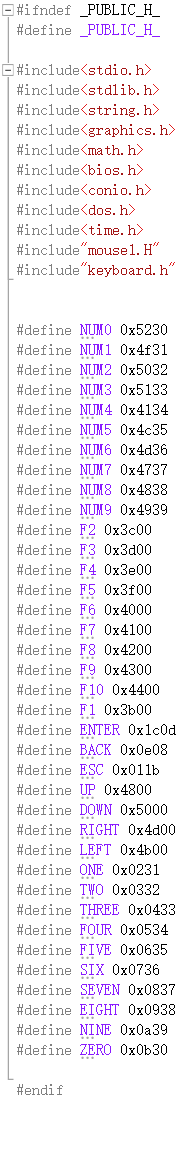 #ifndef _PUBLIC_H_
#define _PUBLIC_H_
#include<stdio.h>
#include<stdlib.h>
#include<string.h>
#include<graphics.h>
#include<math.h>
#include<bios.h>
#include<conio.h>
#include<dos.h>
#include<time.h>
#include"mouse1.H"
#include"keyboard.h"
#define NUM0 0x5230
#define NUM1 0x4f31
#define NUM2 0x5032
#define NUM3 0x5133
#define NUM4 0x4134
#define NUM5 0x4c35
#define NUM6 0x4d36
#define NUM7 0x4737
#define NUM8 0x4838
#define NUM9 0x4939
#define F2 0x3c00
#define F3 0x3d00
#define F4 0x3e00
#define F5 0x3f00
#define F6 0x4000
#define F7 0x4100
#define F8 0x4200
#define F9 0x4300
#define F10 0x4400
#define F1 0x3b00
#define ENTER 0x1c0d
#define BACK 0x0e08
#define ESC 0x011b
#define UP 0x4800
#define DOWN 0x5000
#define RIGHT 0x4d00
#define LEFT 0x4b00
#define ONE 0x0231
#define TWO 0x0332
#define THREE 0x0433
#define FOUR 0x0534
#define FIVE 0x0635
#define SIX 0x0736
#define SEVEN 0x0837
#define EIGHT 0x0938
#define NINE 0x0a39
#define ZERO 0x0b30
#endif